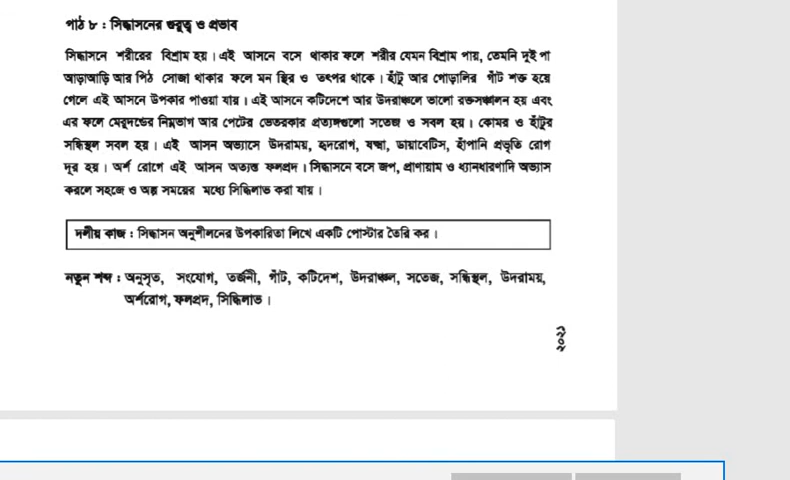 পাঠ ৮ : সিদ্ধাসনের গুরুত্ব ও প্রভাব
সিদ্ধাসনে শরীরের বিশ্রাম হয়। এই আসনে বসে থাকার ফলে শরীর যেমন বিশ্রাম পায়, তেমনি দুই পা
আড়াআড়ি আর পিঠ সোজা থাকার ফলে মন স্থির ও তৎপর থাকে। হাঁটু আর গোড়ালির গাঁট শক্ত হয়ে
গেলে এই আসনে উপকার পাওয়া যায়। এই আসনে কটিদেশে আর উদরাঞ্চলে ভালো রক্তসঞ্চালন হয় এবং
এর ফলে মেরুদন্ডের নিম্নভাগ আর পেটের ভেতরকার প্রত্যঙ্গগুলো সতেজ ও সবল হয়। কোমর ও হাঁটুর
সন্ধিস্থল সবল হয়। এই আসন অভ্যাসে উদরাময়, হৃদরোগ, যক্ষ্মা, ডায়াবেটিস, হাঁপানি প্রভৃতি রোগ
দূর হয়। অর্শ রোগে এই আসন অত্যন্ত ফলপ্রদ। সিদ্ধাসনে বসে জপ, প্রাণায়াম ও ধ্যানধারণাদি অভ্যাস
করলে সহজে ও অল্প সময়ের মধ্যে সিদ্ধিলাভ করা যায়।
দলীয় কাজ : সিদ্ধাসন অনুশীলনের উপকারিতা লিখে একটি পোস্টার তৈরি কর।
নতুন শব্দ : অনুসৃত, সংযোগ, তর্জনী, গাঁট, কটিদেশ, উদরাঞ্চল, সতেজ, সন্ধিস্থল, উদরাময়,
অর্শরোগ, ফলপ্রদ, সিদ্ধিলাভ।
২০২১